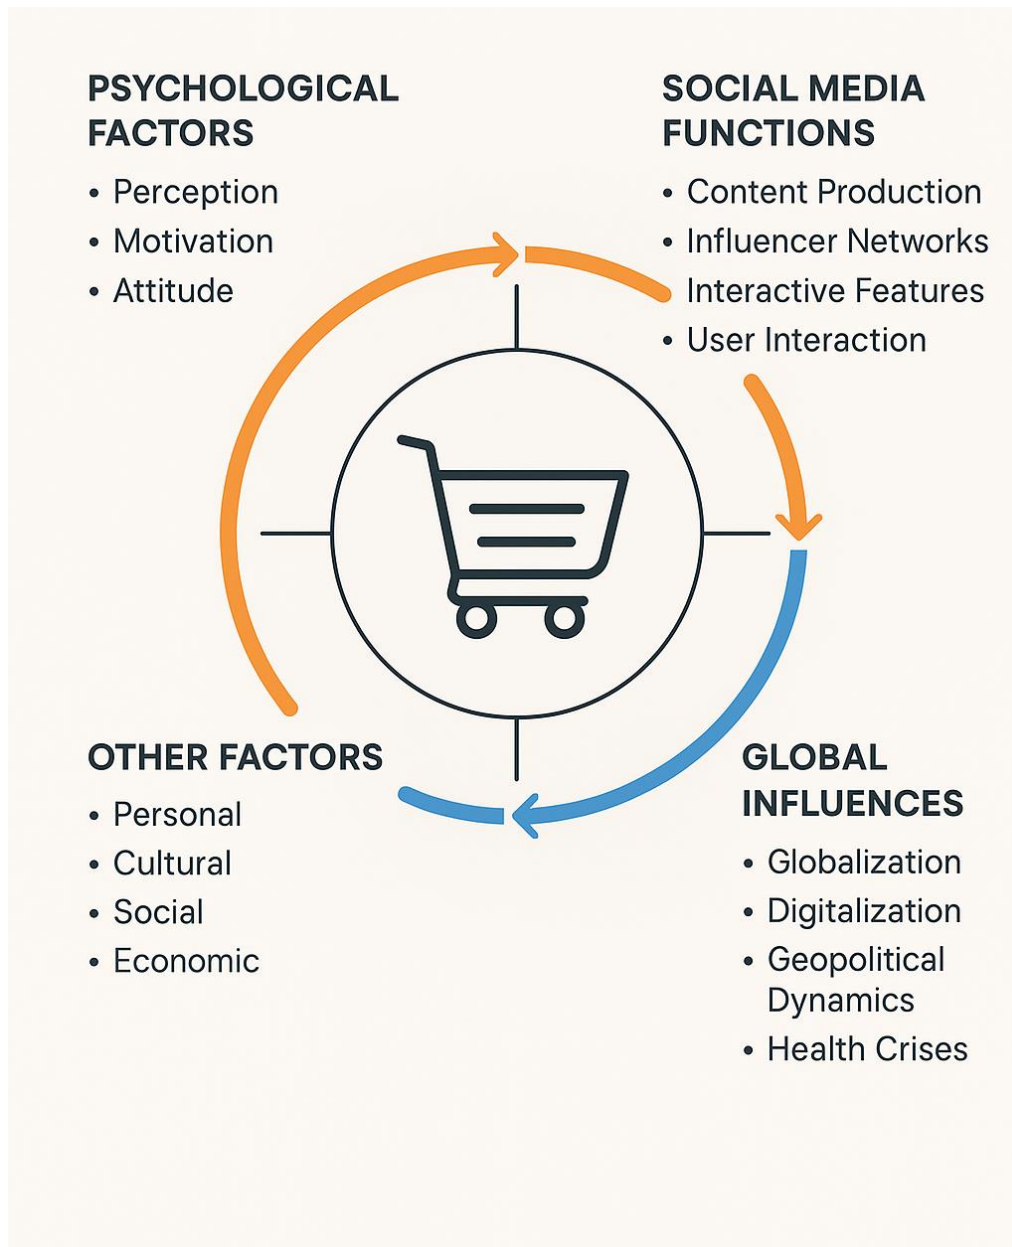 PSYCHOLOGICAL
FACTORS
• Perception
• Motivation
• Attitude
SOCIAL MEDIA
FUNCTIONS
• Content Production
• Influencer Networks
Interactive Features
• User Interaction
OTHER FACTORS
• Personal
• Cultural
• Social
• Economic
GLOBAL
INFLUENCES
• Globalization
• Digitalization
• Geopolitical
Dynamics
• Health Crises